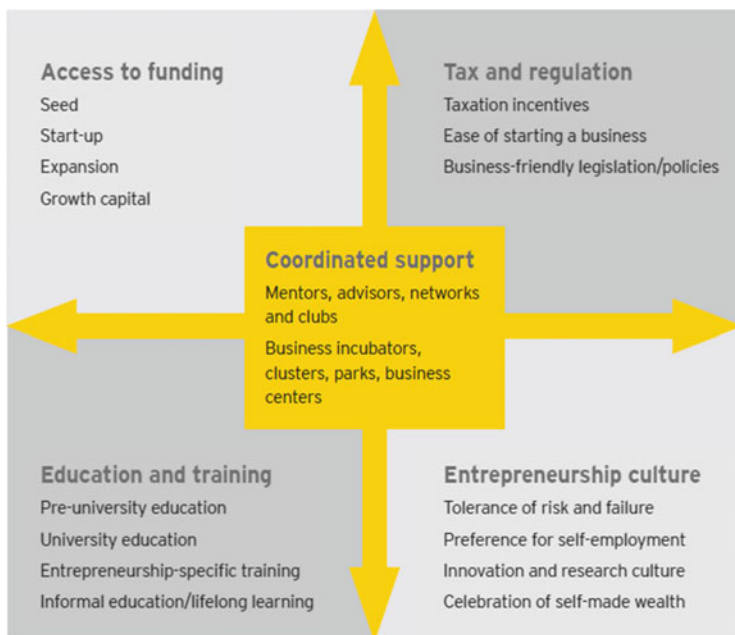 Access to funding
Seed
Start-up
Expansion
Growth capital
Tax and regulation
Taxation incentives
Ease of starting a business
Business-friendly legislation/policies
Coordinated support
Mentors, advisors, networks
and clubs
Business incubators,
clusters, parks, business
centers
Education and training
Pre-university education
University education
Entrepreneurship-specific training
Informal education/lifelong learning
Entrepreneurship culture
Tolerance of risk and failure
Preference for self-employment
Innovation and research culture
Celebration of self-made wealth